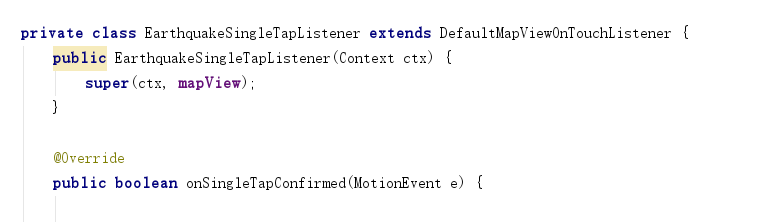 private class EarthquakeSingleTapListener extends DefaultMapViewOnTouchListener {
public EarthquakeSingleTapListener(Context ctx) {
super(ctx, mapView);
}
@Override
public boolean onSingleTapConfirmed(MotionEvent e) {